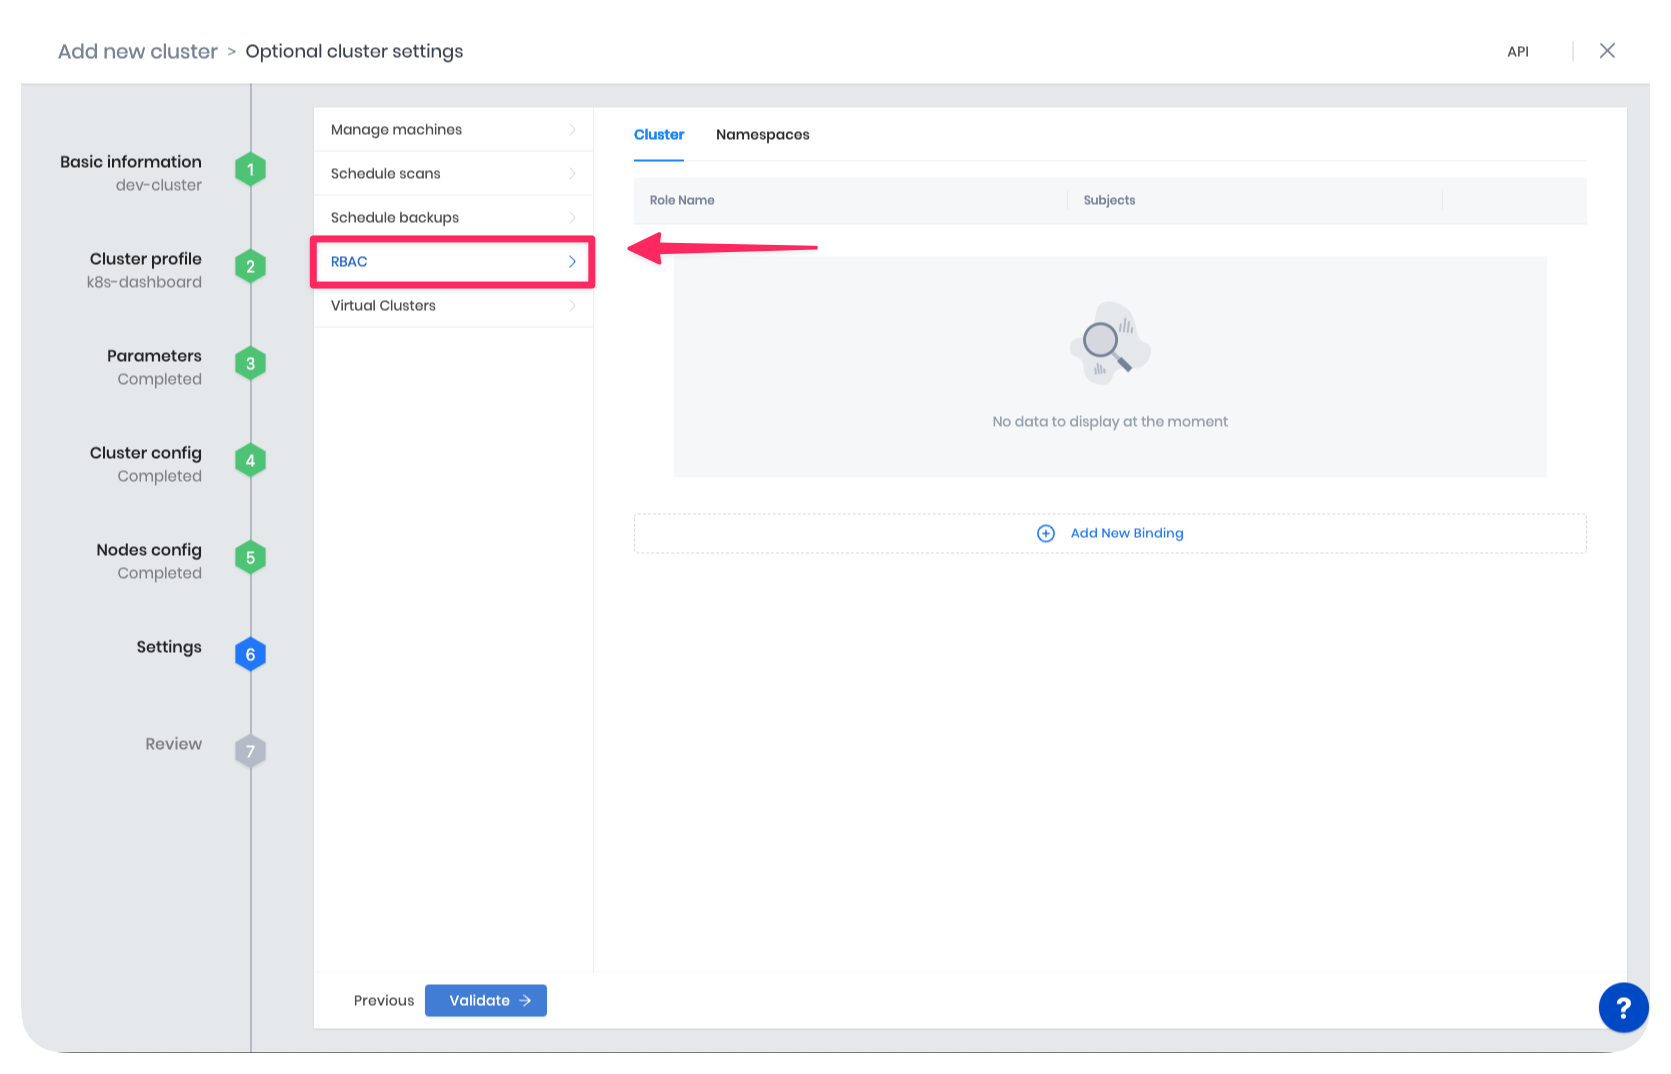 Add new cluster > Optional cluster settings
API
Basic information
dev-cluster
1
Cluster profile
k8s-dashboard
2
Parameters
Completed
3
Cluster config
Completed
4
Nodes config
Completed
5
Settings
6
Review
7
Manage machines
Schedule scans
Schedule backups
RBAC
Virtual Clusters
Cluster Namespaces
Role Name Subjects
No data to display at the moment
Add New Binding
Previous Validate →
?